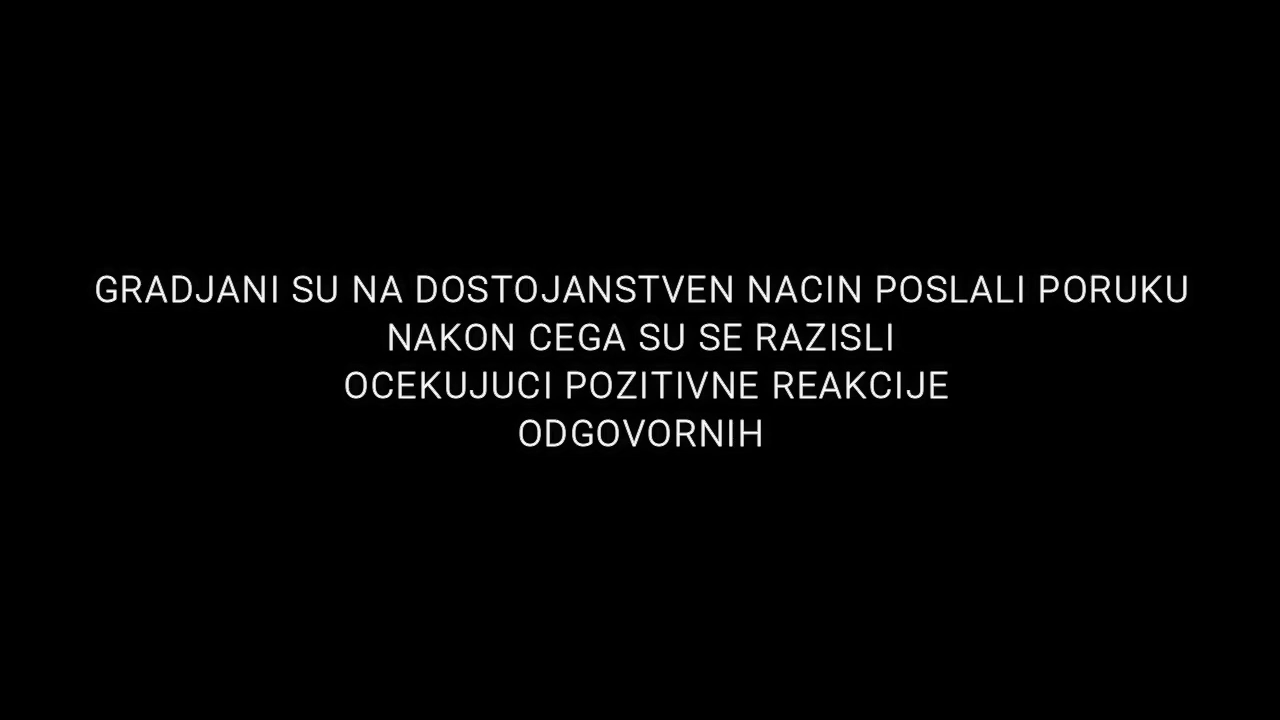 GRADJANI SU NA DOSTOJANSTVEN NACIN POSLALI PORUKU
NAKON CEGA SU SE RAZISLI
OCEKUJUCI POZITIVNE REAKCIJE
ODGOVORNIH